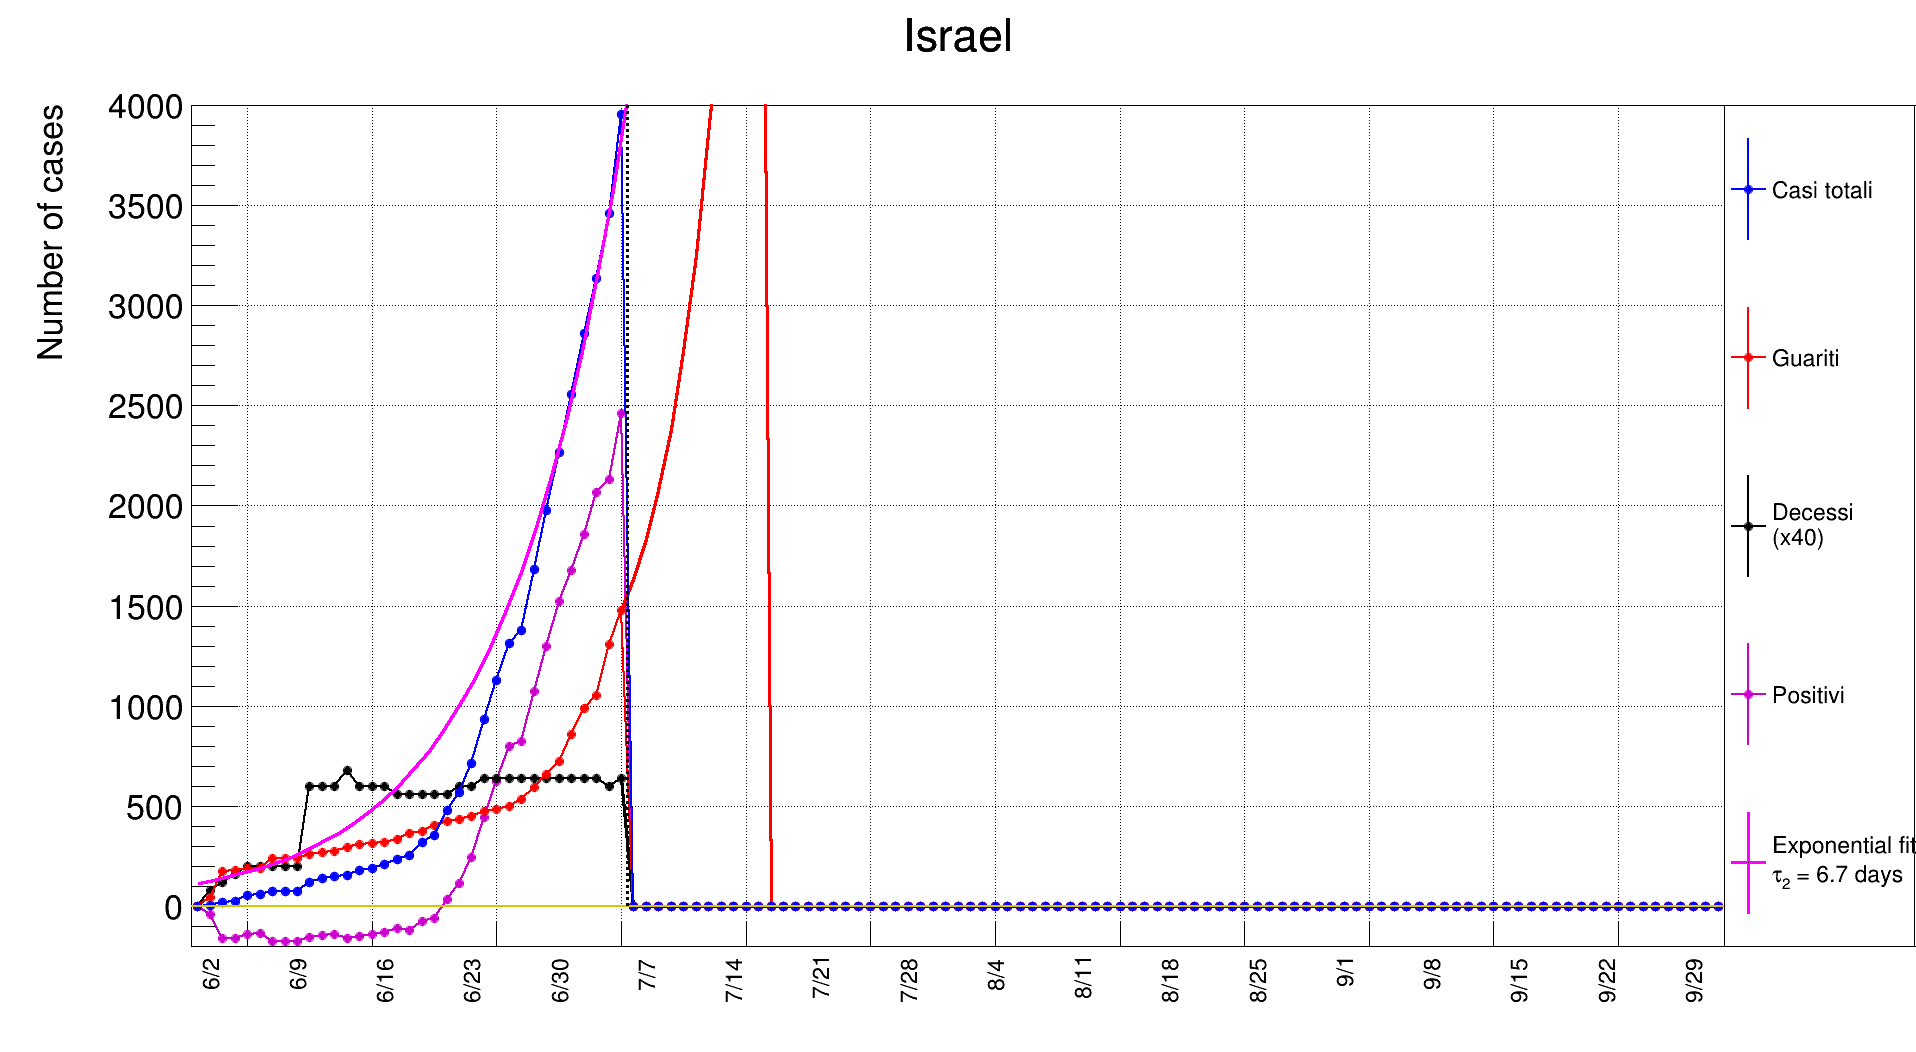 Israel
Number of cases
4000
3500
3000
2500
2000
1500
1000
500
0
6/2 6/9 6/16 6/23 6/30 7/7 7/14 7/21 7/28 8/4 8/11 8/18 8/25 9/1 9/8 9/15 9/22 9/29
Casi totali
Guariti
Decessi
(x40)
Positivi
Exponential fit
τ₂ = 6.7 days